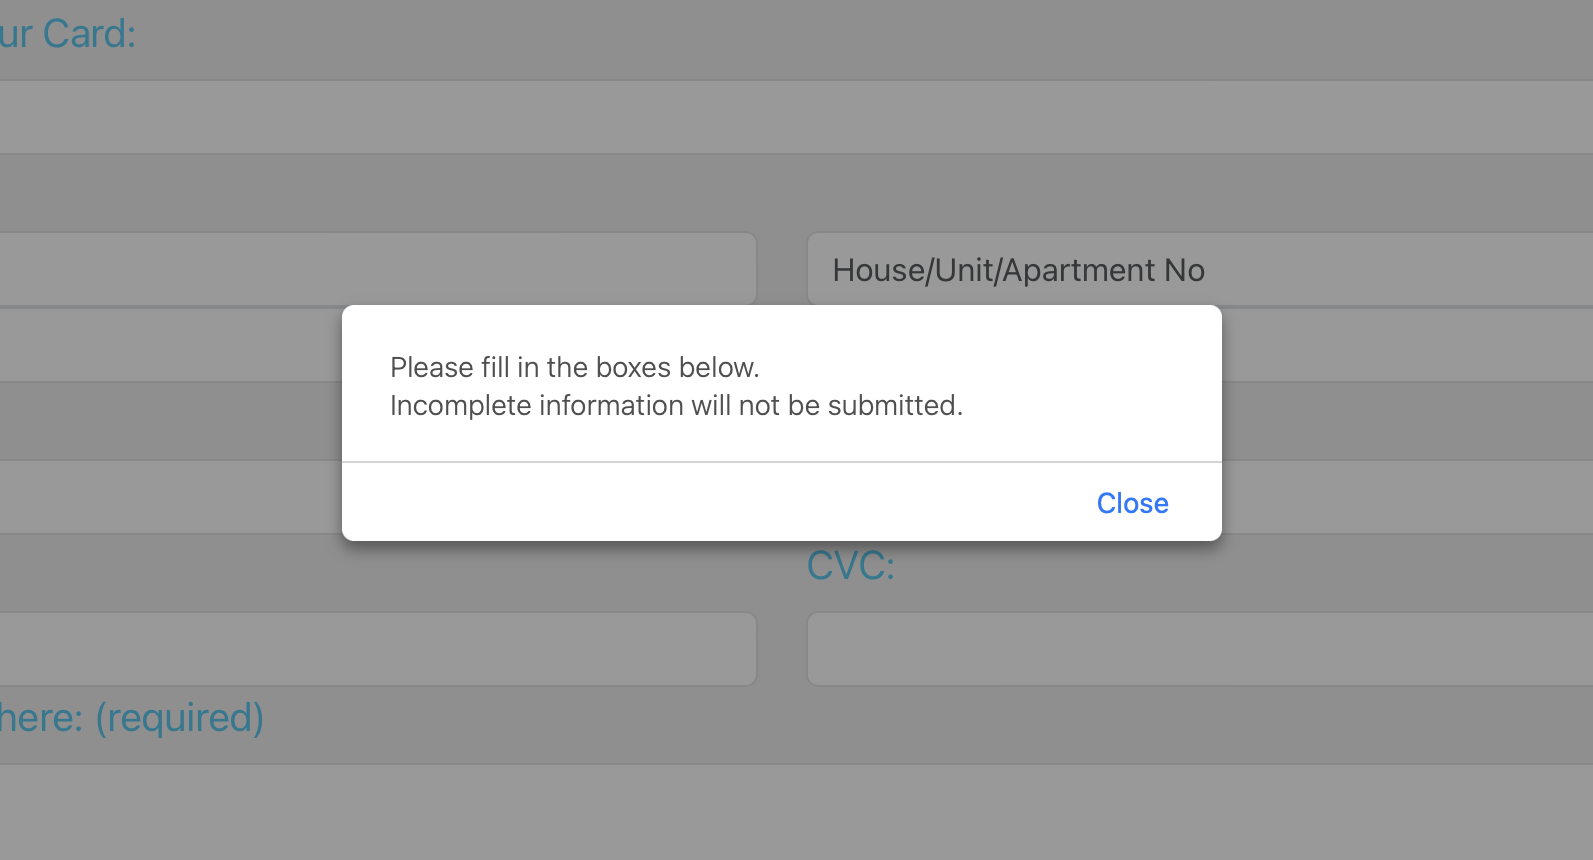 ur Card:
House/Unit/Apartment No
Please fill in the boxes below.
Incomplete information will not be submitted.
Close
CVC:
here: (required)